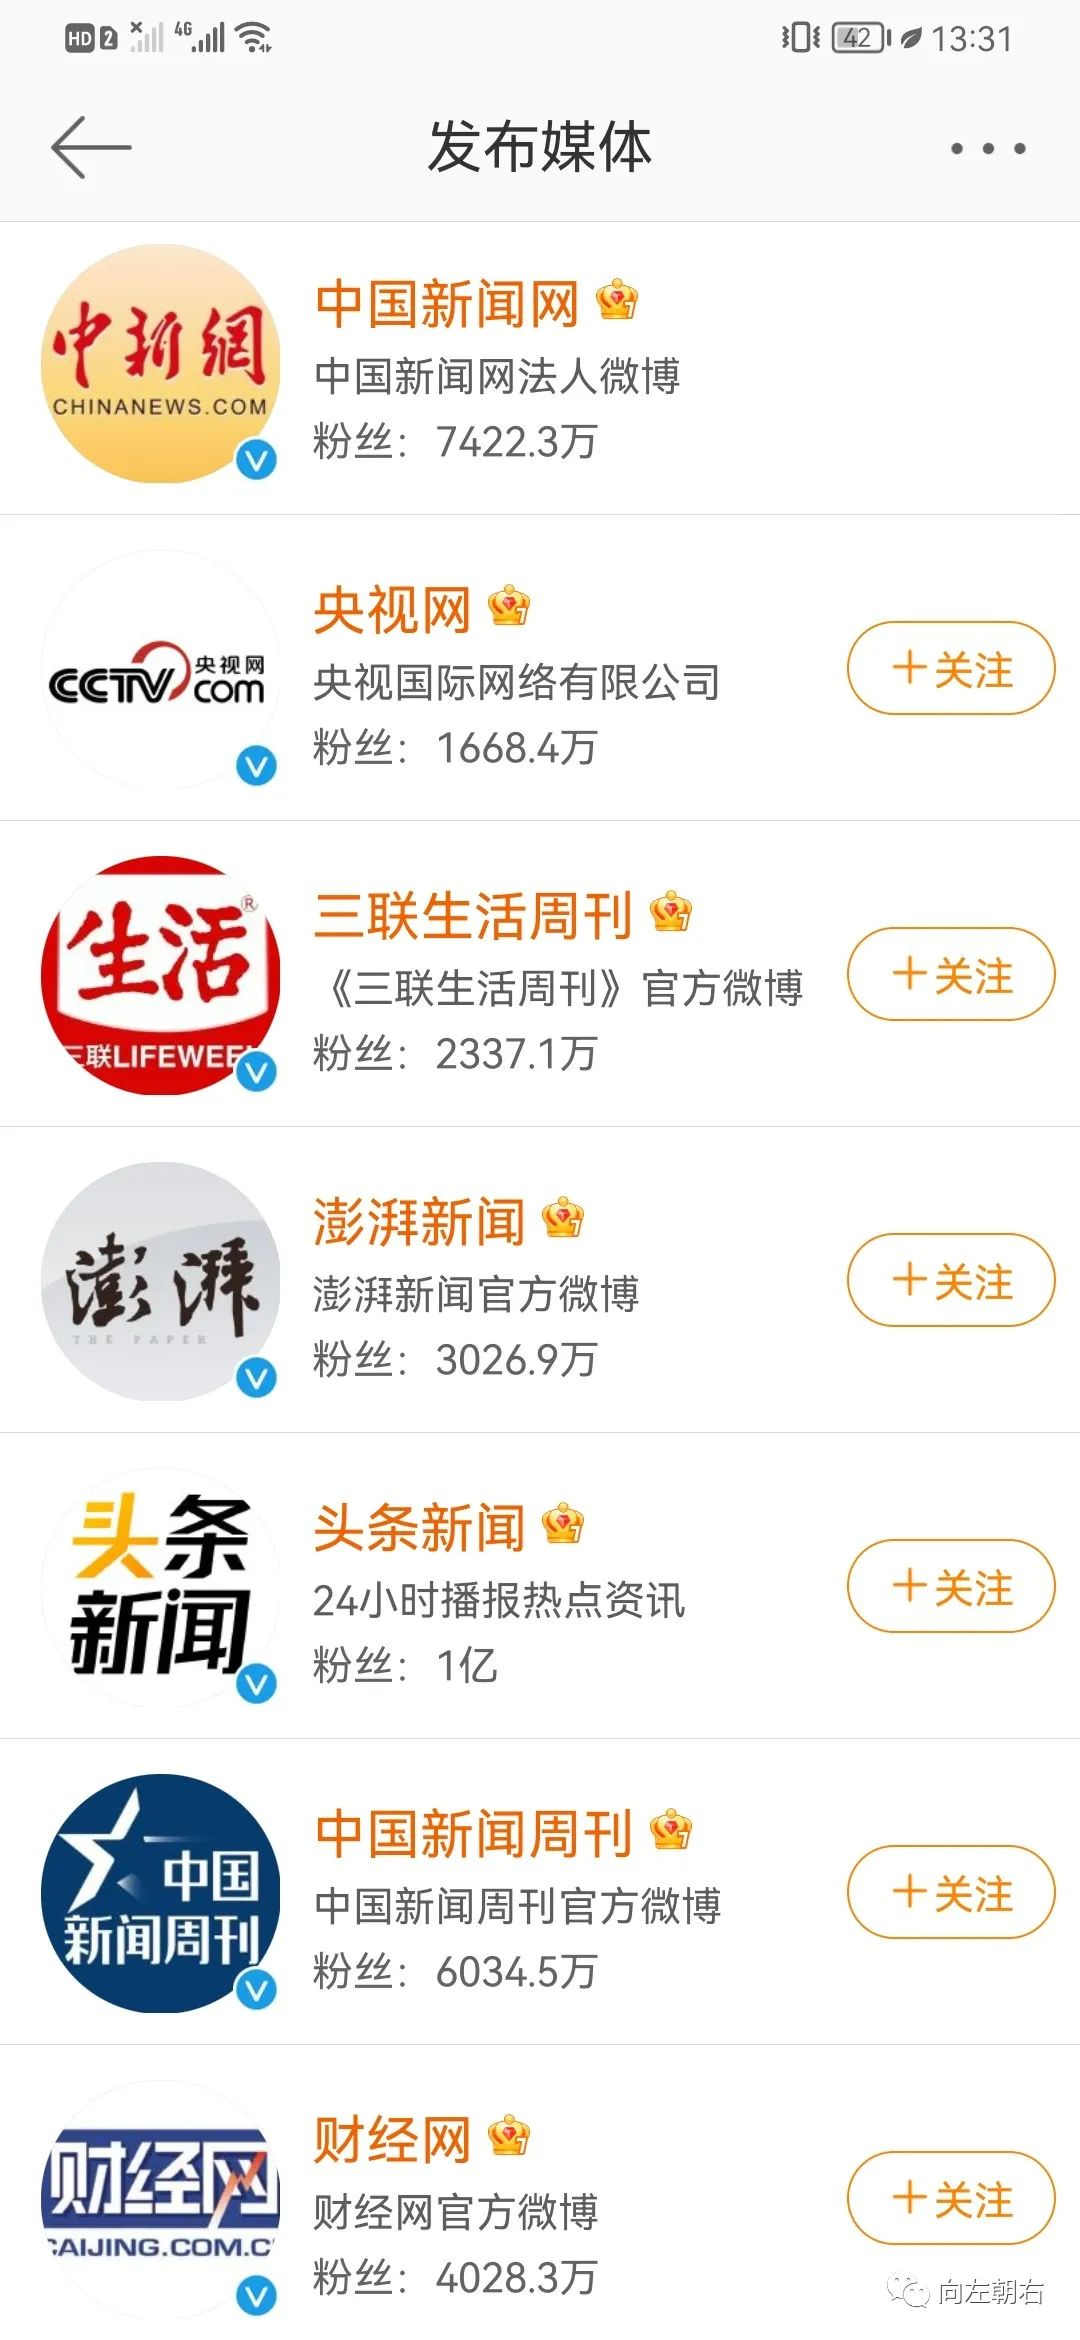 HD 2 4G 42 13:31
发布媒体
中新網
CHINANEWS.COM
中国新闻网
中国新闻网法人微博
粉丝：7422.3万
CCTV 央视网
com
央视网
央视国际网络有限公司
粉丝：1668.4万
+关注
生活®
三联LIFEWEEK
三联生活周刊
《三联生活周刊》官方微博
粉丝：2337.1万
+关注
澎湃
THE PAPER
澎湃新闻
澎湃新闻官方微博
粉丝：3026.9万
+关注
头条
新闻
头条新闻
24小时播报热点资讯
粉丝：1亿
+关注
中国
新闻周刊
中国新闻周刊
中国新闻周刊官方微博
粉丝：6034.5万
+关注
财经网
CAIJING.COM.C
财经网
财经网官方微博
粉丝：4028.3万
+关注
向左朝右